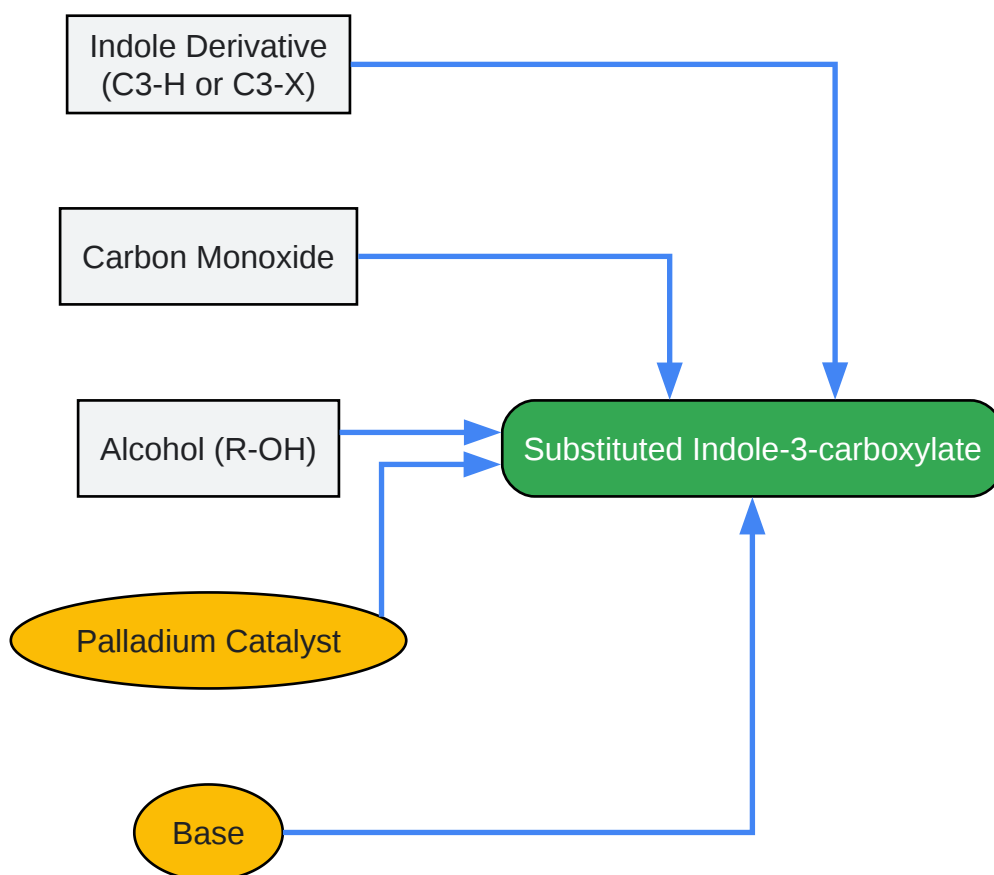 Indole Derivative
(C3-H or C3-X)
Carbon Monoxide
Alcohol (R-OH)
Substituted Indole-3-carboxylate
Palladium Catalyst
Base